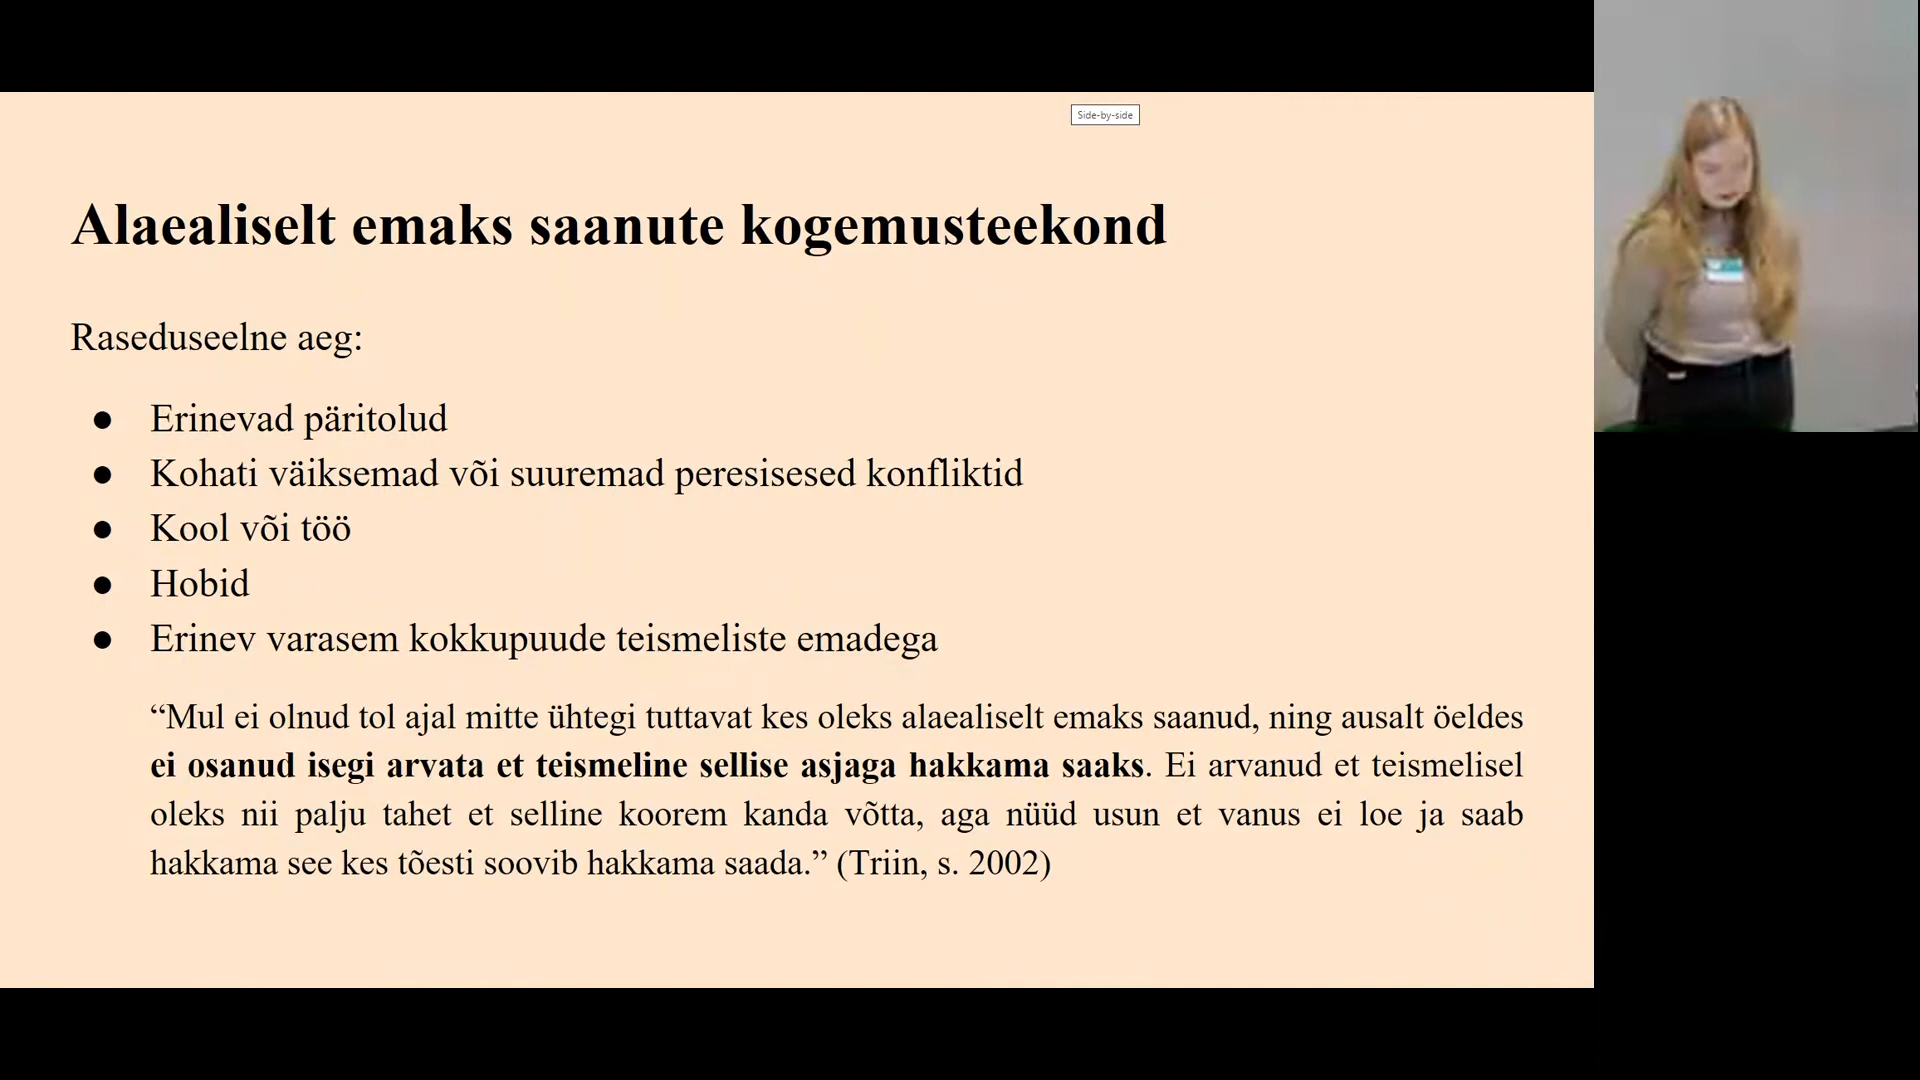 Side-by-side
Alaealiselt emaks saanute kogemusteekond
Raseduseelne aeg:
● Erinevad päritolud
● Kohati väiksemad või suuremad peresisesed konfliktid
● Kool või töö
● Hobid
● Erinev varasem kokkupuude teismeliste emadega
“Mul ei olnud tol ajal mitte ühtegi tuttavat kes oleks alaealiselt emaks saanud, ning ausalt öeldes
ei osanud isegi arvata et teismeline sellise asjaga hakkama saaks. Ei arvanud et teismelisel
oleks nii palju tahet et selline koorem kanda võtta, aga nüüd usun et vanus ei loe ja saab
hakkama see kes tõesti soovib hakkama saada.” (Triin, s. 2002)